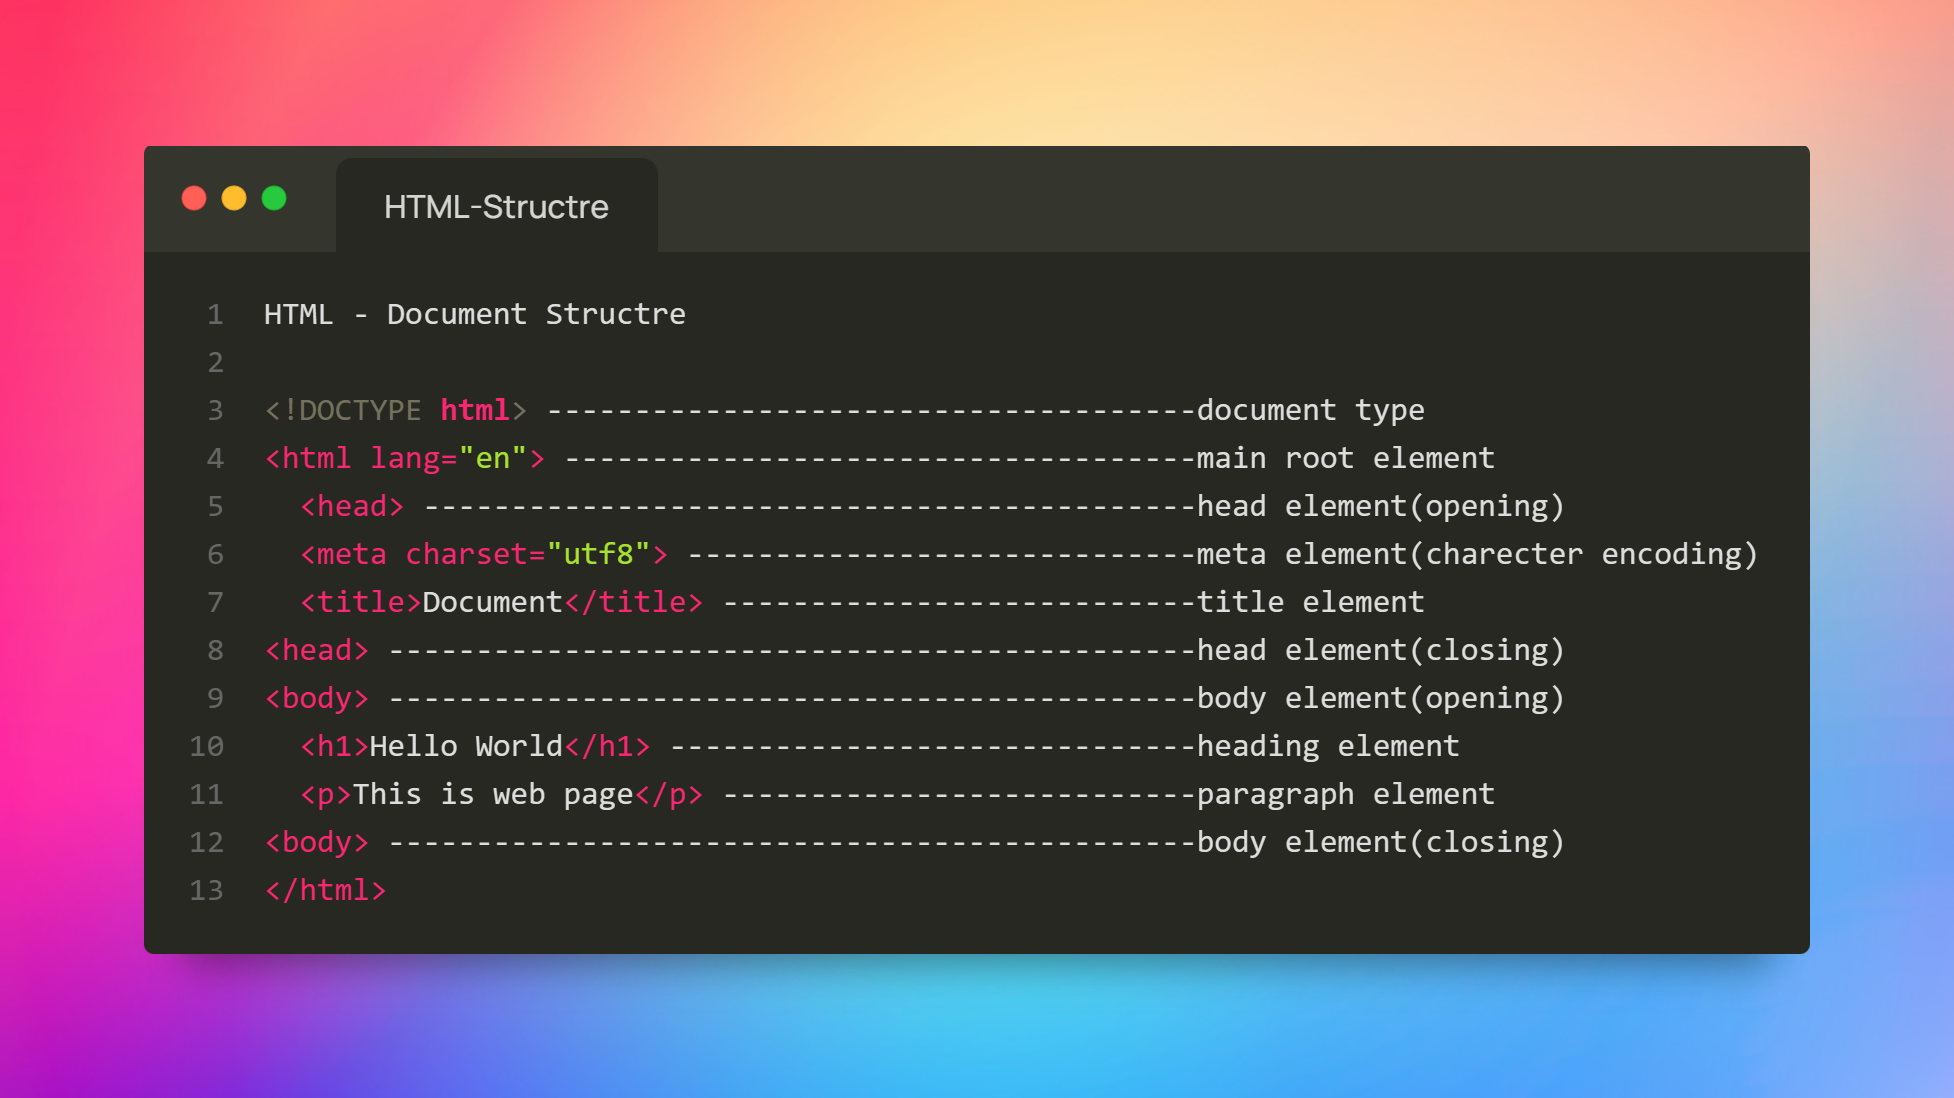 HTML-Structre
1 HTML - Document Structre
2
3 <!DOCTYPE html> -------------------------------------document type
4 <html lang="en"> ------------------------------------main root element
5   <head> --------------------------------------------head element(opening)
6   <meta charset="utf8"> -----------------------------meta element(charecter encoding)
7   <title>Document</title> ---------------------------title element
8 <head> ----------------------------------------------head element(closing)
9 <body> ----------------------------------------------body element(opening)
10   <h1>Hello World</h1> ------------------------------heading element
11   <p>This is web page</p> ---------------------------paragraph element
12 <body> ----------------------------------------------body element(closing)
13 </html>